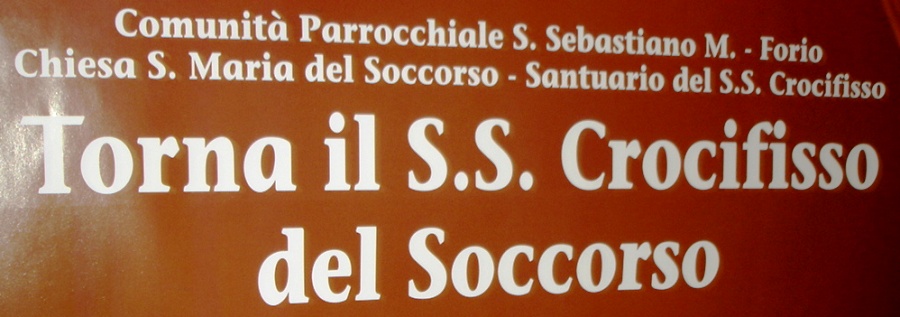 Comunità Parrocchiale S. Sebastiano M. - Forio
Chiesa S. Maria del Soccorso - Santuario del S.S. Crocifisso
Torna il S.S. Crocifisso
del Soccorso